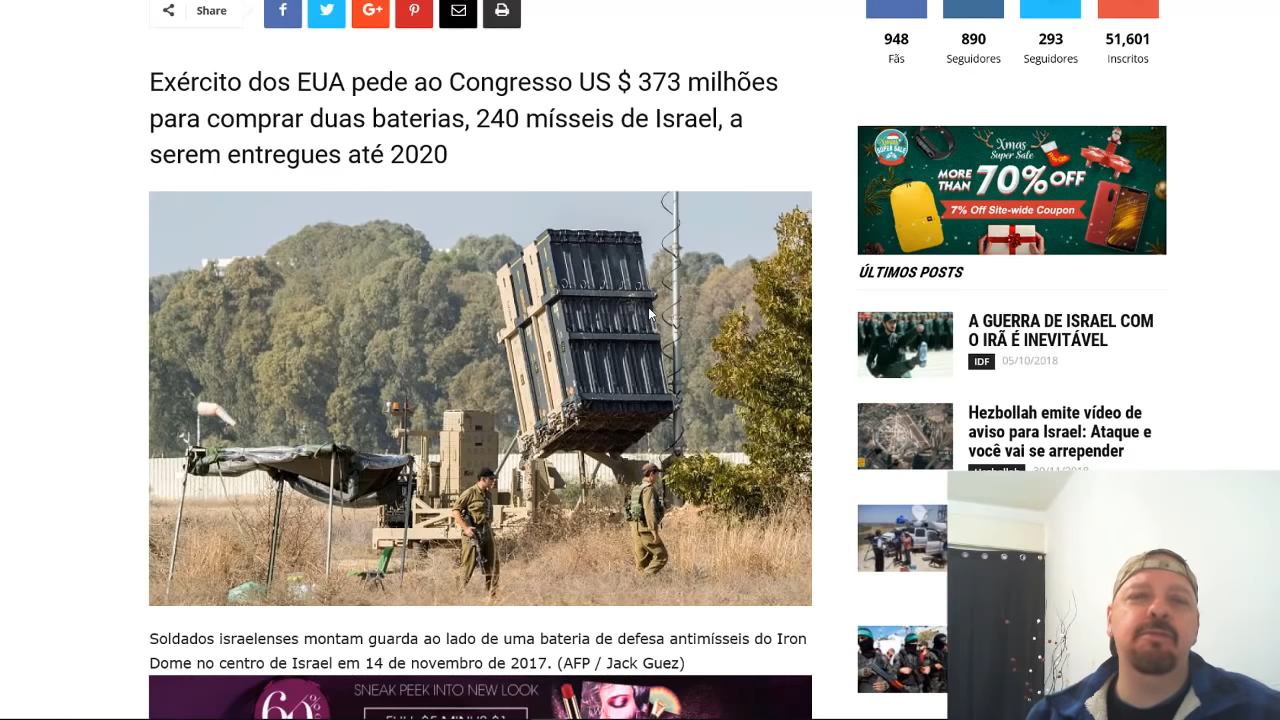 Share
948
890
293
51,601
Fãs
Seguidores
Seguidores
Inscritos
Exército dos EUA pede ao Congresso US $ 373 milhões
para comprar duas baterias, 240 mísseis de Israel, a
serem entregues até 2020
Xmas
Super Sale
MORE
THAN
70% OFF
7% Off Site-wide Coupon
ÚLTIMOS POSTS
A GUERRA DE ISRAEL COM
O IRÃ É INEVITÁVEL
IDF
05/10/2018
Hezbollah emite vídeo de
aviso para Israel: Ataque e
você vai se arrepender
Soldados israelenses montam guarda ao lado de uma bateria de defesa antimísseis do Iron
Dome no centro de Israel em 14 de novembro de 2017. (AFP / Jack Guez)
SNEAK PEEK INTO NEW LOOK